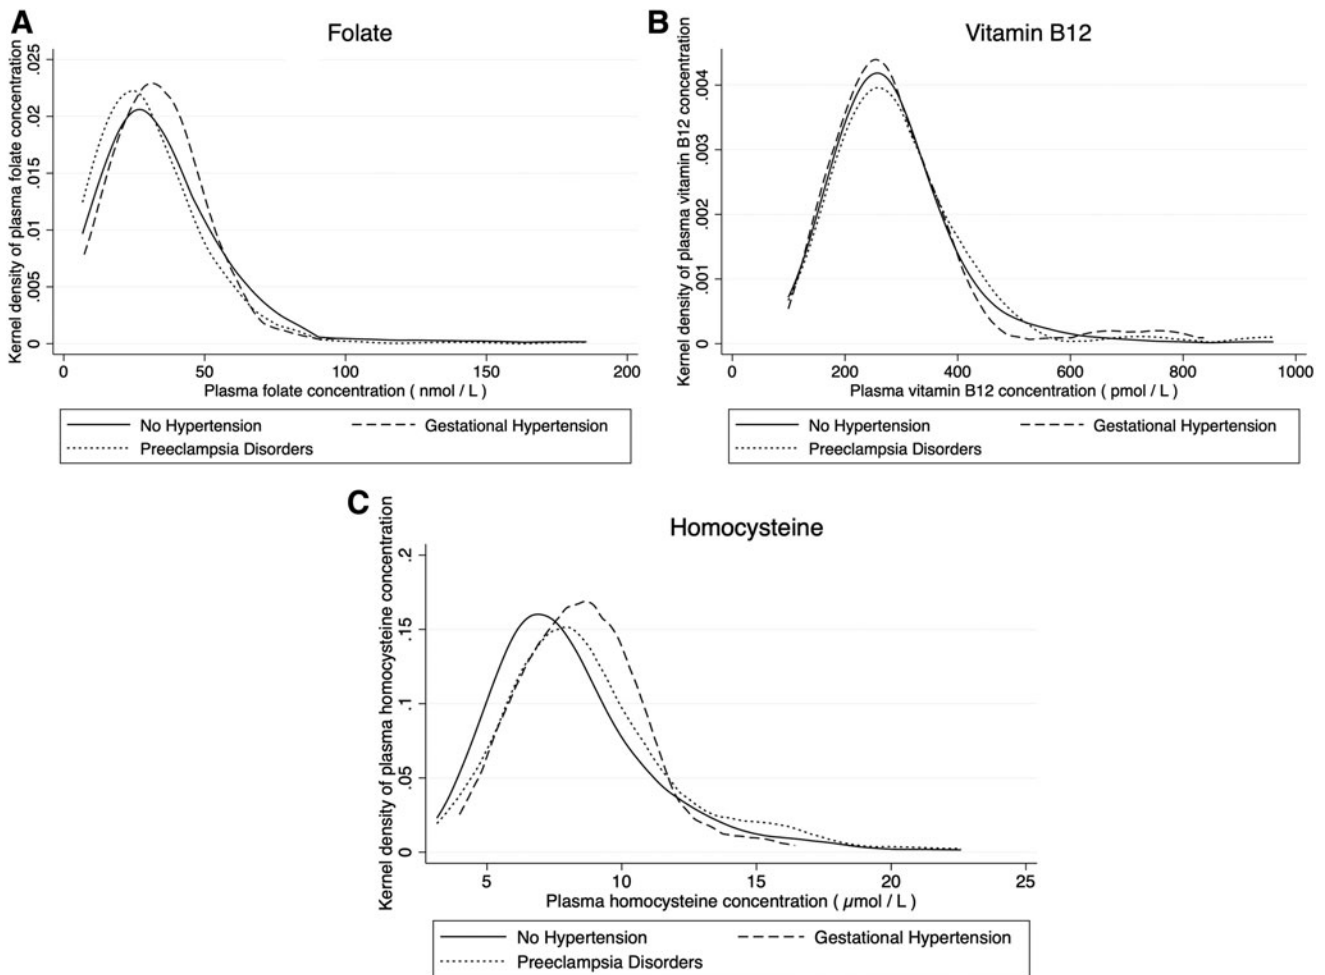 A
Folate
Kernel density of plasma folate concentration
.025
.02
.015
.01
.005
0
0 50 100 150 200
Plasma folate concentration ( nmol / L )
No Hypertension Gestational Hypertension
Preeclampsia Disorders
B
Vitamin B12
Kernel density of plasma vitamin B12 concentration
.004
.003
.002
.001
0
0 200 400 600 800 1000
Plasma vitamin B12 concentration ( pmol / L )
No Hypertension Gestational Hypertension
Preeclampsia Disorders
C
Homocysteine
Kernel density of plasma homocysteine concentration
.2
.15
.1
.05
0
5 10 15 20 25
Plasma homocysteine concentration ( µmol / L )
No Hypertension Gestational Hypertension
Preeclampsia Disorders